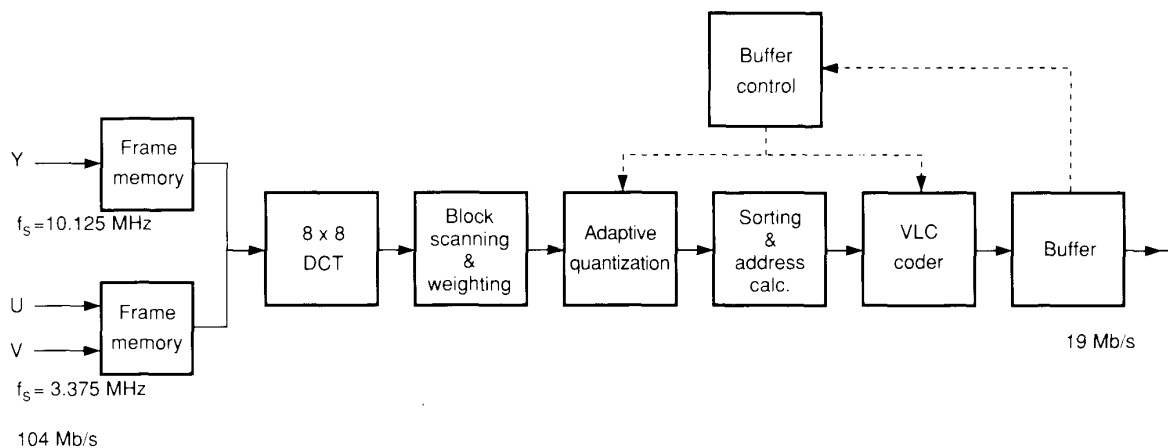 Buffer
control
Y
Frame
memory
f_S=10.125 MHz
8 x 8
DCT
Block
scanning
&
weighting
Adaptive
quantization
Sorting
&
address
calc.
VLC
coder
Buffer
U
V
Frame
memory
f_S= 3.375 MHz
19 Mb/s
104 Mb/s